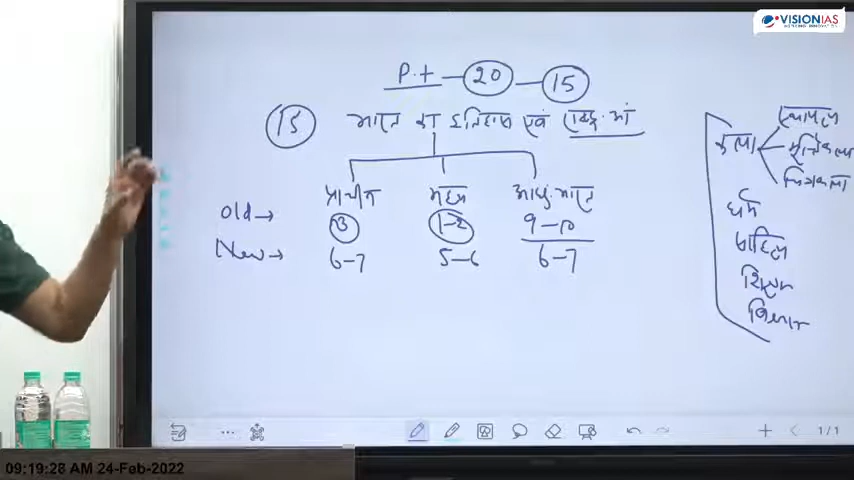 VISIONIAS
P.t — 20 — 15
15 भारत का इतिहास एवं राष्ट्र. आं
प्राचीन मध्य आधु. भारत
Old → 3 1-2 9-10
New → 6-7 5-6 6-7
कला स्थापत्य
मूर्तिकला
चित्रकला
धर्म
साहित्य
शिक्षा
विज्ञान
1/1
09:19:28 AM 24-Feb-2022